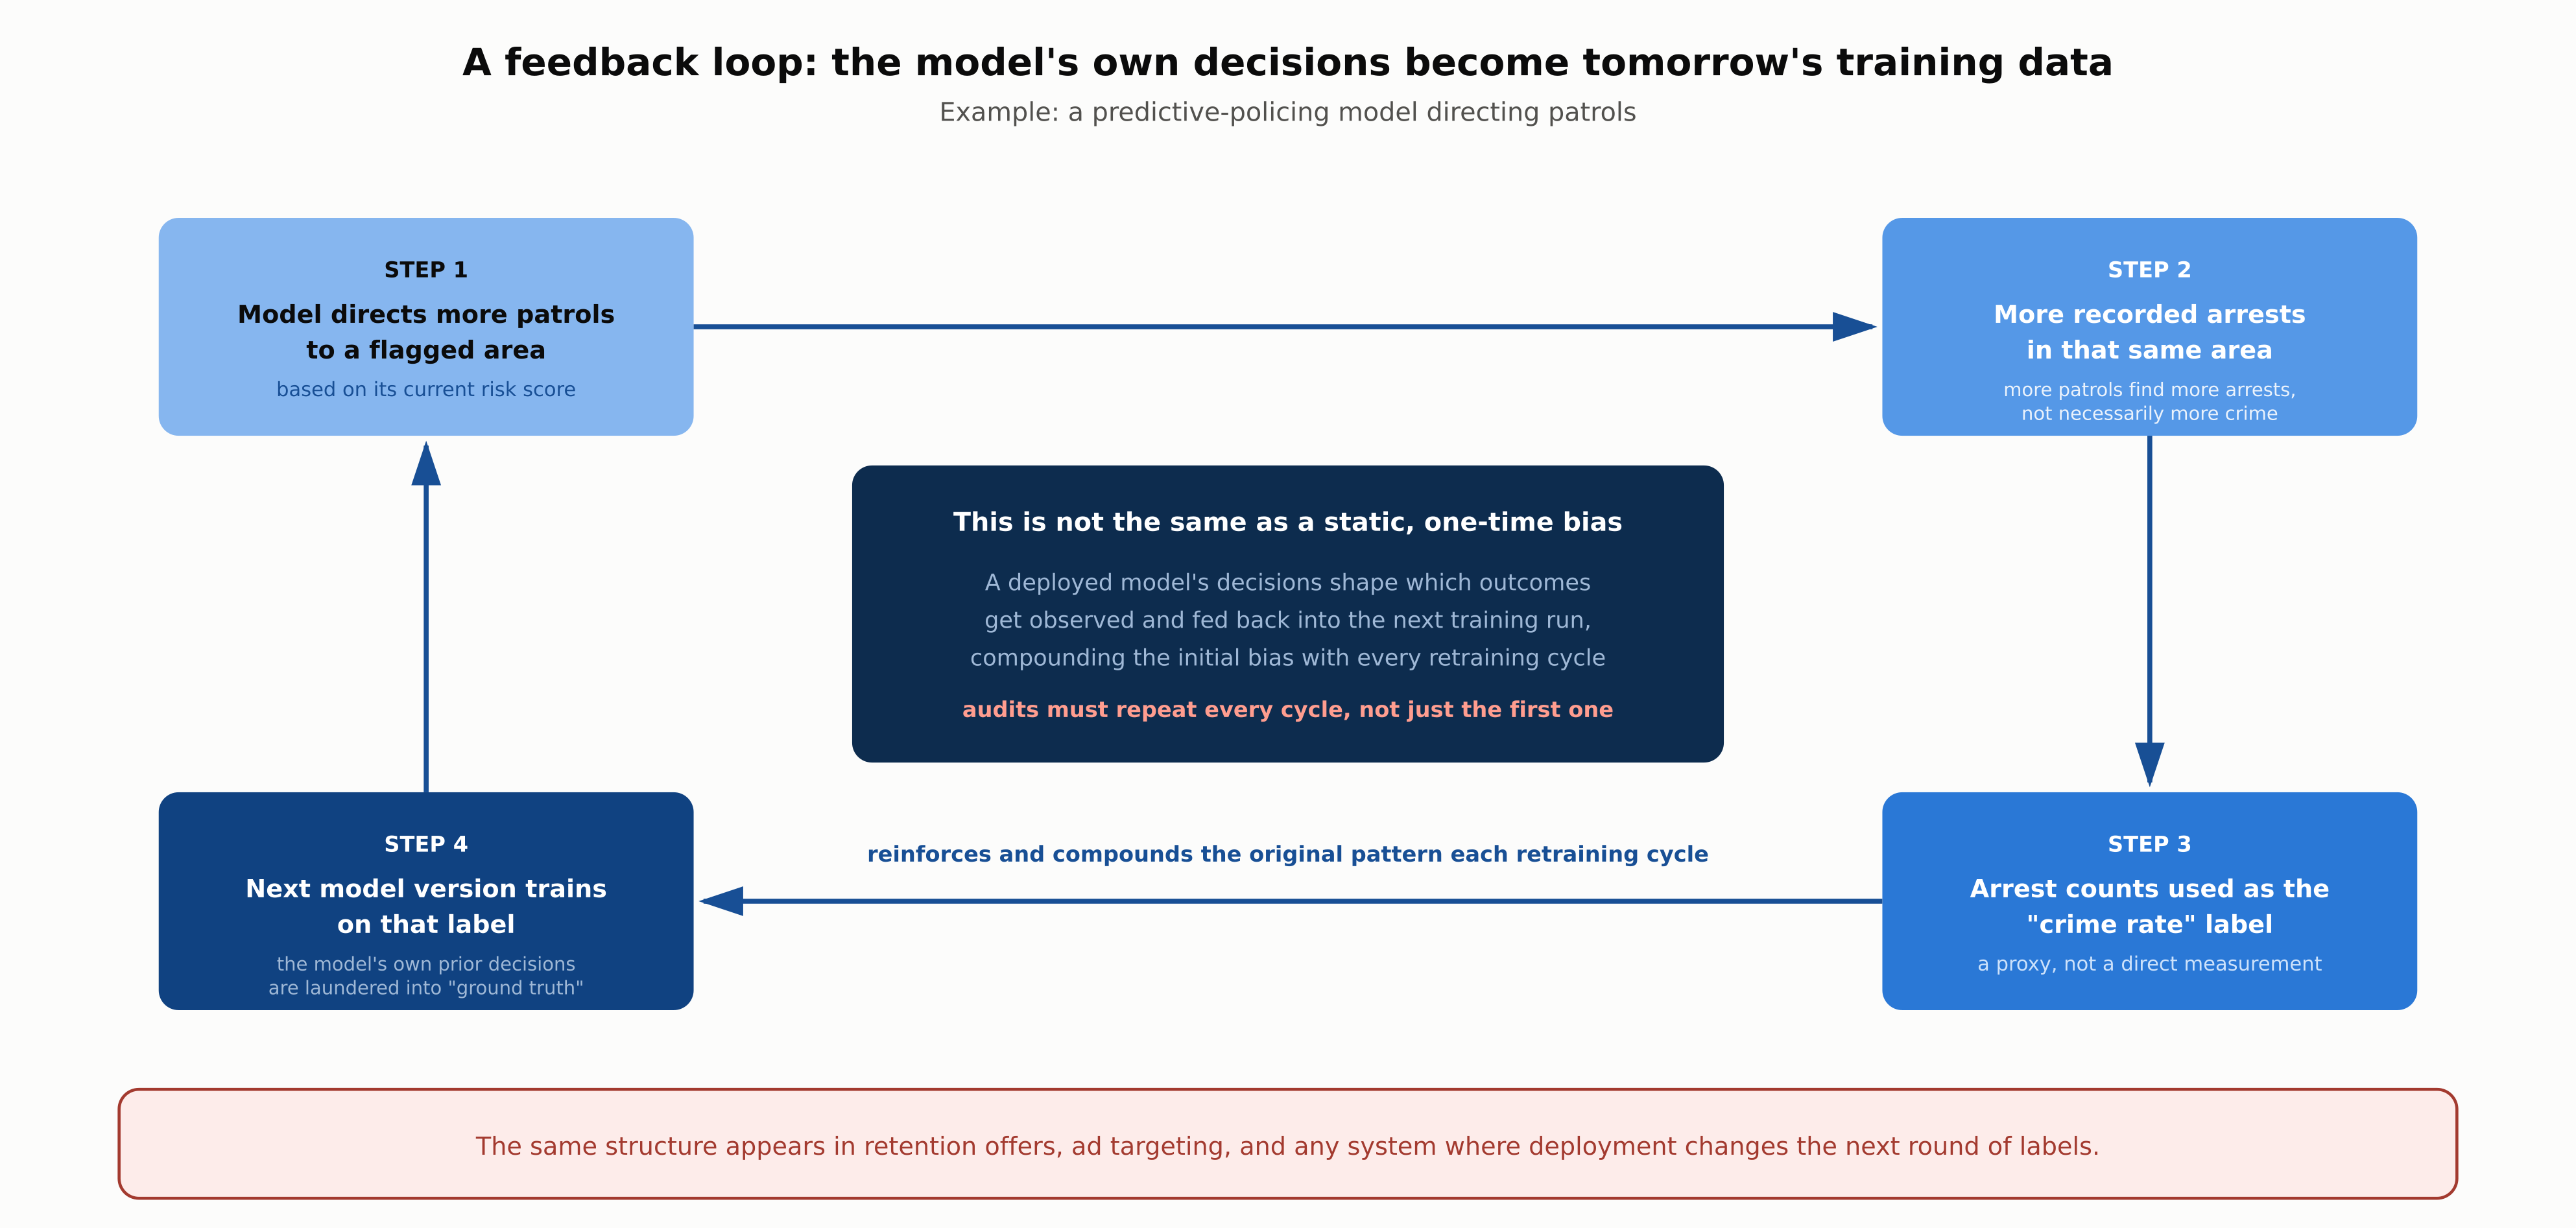 A feedback loop: the model's own decisions become tomorrow's training data
Example: a predictive-policing model directing patrols
STEP 1
Model directs more patrols
to a flagged area
based on its current risk score
STEP 2
More recorded arrests
in that same area
more patrols find more arrests,
not necessarily more crime
This is not the same as a static, one-time bias
A deployed model's decisions shape which outcomes
get observed and fed back into the next training run,
compounding the initial bias with every retraining cycle
audits must repeat every cycle, not just the first one
STEP 3
Arrest counts used as the
"crime rate" label
a proxy, not a direct measurement
reinforces and compounds the original pattern each retraining cycle
STEP 4
Next model version trains
on that label
the model's own prior decisions
are laundered into "ground truth"
The same structure appears in retention offers, ad targeting, and any system where deployment changes the next round of labels.